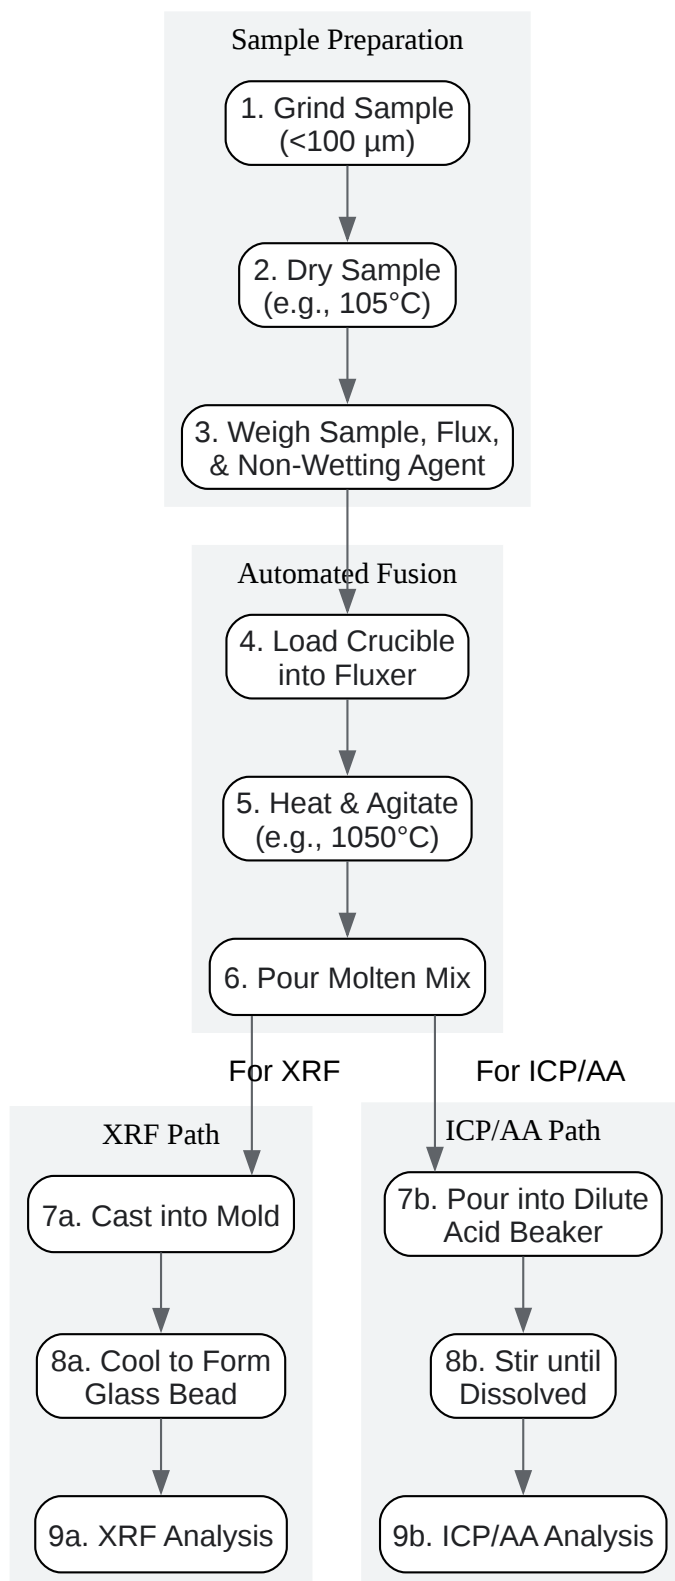 Sample Preparation
1. Grind Sample
(<100 µm)
2. Dry Sample
(e.g., 105°C)
3. Weigh Sample, Flux,
& Non-Wetting Agent
Automated Fusion
4. Load Crucible
into Fluxer
5. Heat & Agitate
(e.g., 1050°C)
6. Pour Molten Mix
For XRF
For ICP/AA
XRF Path
7a. Cast into Mold
8a. Cool to Form
Glass Bead
9a. XRF Analysis
ICP/AA Path
7b. Pour into Dilute
Acid Beaker
8b. Stir until
Dissolved
9b. ICP/AA Analysis